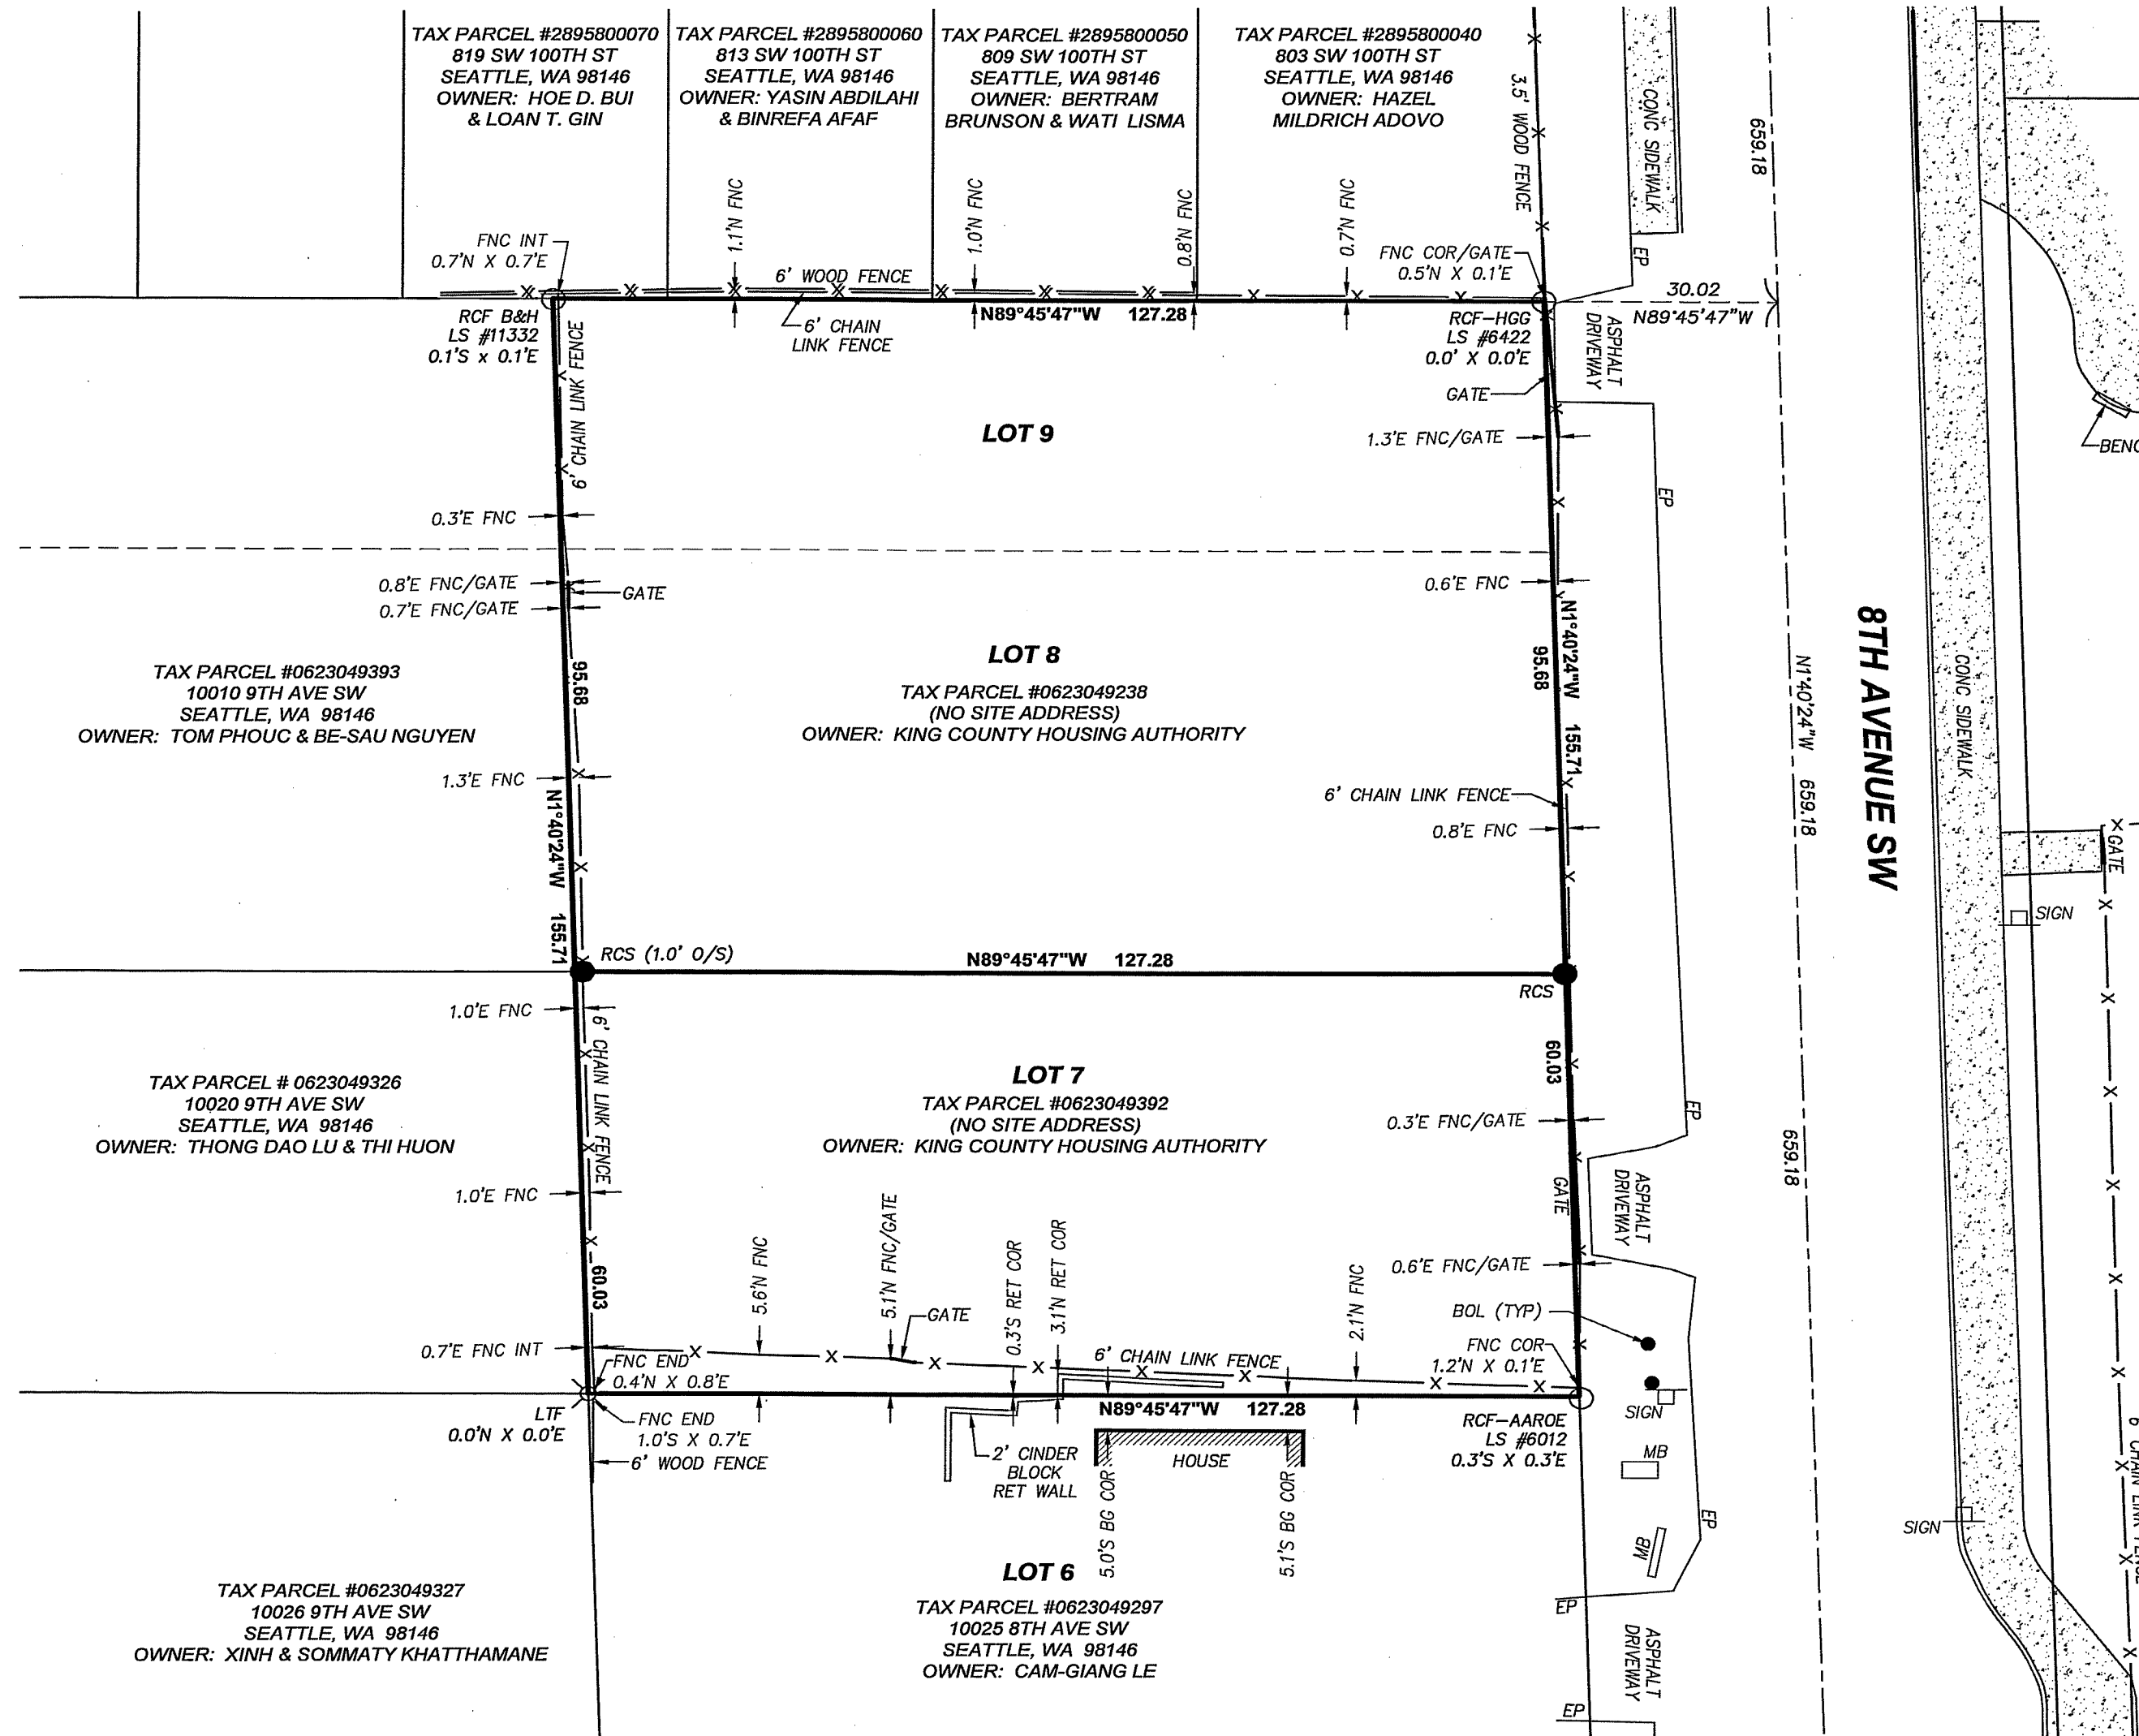 TAX PARCEL #2895800070
819 SW 100TH ST
SEATTLE, WA 98146
OWNER: HOE D. BUI
& LOAN T. GIN
TAX PARCEL #2895800060
813 SW 100TH ST
SEATTLE, WA 98146
OWNER: YASIN ABDILAHI
& BINREFA AFAF
TAX PARCEL #2895800050
809 SW 100TH ST
SEATTLE, WA 98146
OWNER: BERTRAM
BRUNSON & WATI LISMA
TAX PARCEL #2895800040
803 SW 100TH ST
SEATTLE, WA 98146
OWNER: HAZEL
MILDRICH ADOVO
3.5' WOOD FENCE
CONC SIDEWALK
659.18
EP
FNC INT
0.7'N X 0.7'E
1.1'N FNC
1.0'N FNC
0.8'N FNC
0.7'N FNC
FNC COR/GATE
0.5'N X 0.1'E
6' WOOD FENCE
6' CHAIN
LINK FENCE
N89°45'47"W 127.28
30.02
N89°45'47"W
RCF B&H
LS #11332
0.1'S x 0.1'E
RCF-HGG
LS #6422
0.0' X 0.0'E
ASPHALT
DRIVEWAY
GATE
1.3'E FNC/GATE
6' CHAIN LINK FENCE
LOT 9
EP
0.3'E FNC
0.8'E FNC/GATE
0.7'E FNC/GATE
GATE
0.6'E FNC
N1°40'24"W 155.71
95.68
95.68
LOT 8
TAX PARCEL #0623049238
(NO SITE ADDRESS)
OWNER: KING COUNTY HOUSING AUTHORITY
TAX PARCEL #0623049393
10010 9TH AVE SW
SEATTLE, WA 98146
OWNER: TOM PHOUC & BE-SAU NGUYEN
1.3'E FNC
N1°40'24"W 155.71
6' CHAIN LINK FENCE
0.8'E FNC
N1°40'24"W 659.18
8TH AVENUE SW
CONC SIDEWALK
GATE
SIGN
RCS (1.0' O/S)
N89°45'47"W 127.28
RCS
1.0'E FNC
6' CHAIN LINK FENCE
60.03
LOT 7
TAX PARCEL #0623049392
(NO SITE ADDRESS)
OWNER: KING COUNTY HOUSING AUTHORITY
TAX PARCEL # 0623049326
10020 9TH AVE SW
SEATTLE, WA 98146
OWNER: THONG DAO LU & THI HUON
0.3'E FNC/GATE
EP
659.18
GATE
ASPHALT
DRIVEWAY
1.0'E FNC
60.03
5.6'N FNC
5.1'N FNC/GATE
GATE
0.3'S RET COR
3.1'N RET COR
2.1'N FNC
0.6'E FNC/GATE
BOL (TYP)
FNC COR
1.2'N X 0.1'E
0.7'E FNC INT
FNC END
0.4'N X 0.8'E
6' CHAIN LINK FENCE
N89°45'47"W 127.28
LTF
0.0'N X 0.0'E
FNC END
1.0'S X 0.7'E
6' WOOD FENCE
2' CINDER
BLOCK
RET WALL
HOUSE
5.0'S BG COR
5.1'S BG COR
RCF-AAROE
LS #6012
0.3'S X 0.3'E
SIGN
MB
MB
EP
SIGN
6' CHAIN LINK FENCE
LOT 6
TAX PARCEL #0623049297
10025 8TH AVE SW
SEATTLE, WA 98146
OWNER: CAM-GIANG LE
TAX PARCEL #0623049327
10026 9TH AVE SW
SEATTLE, WA 98146
OWNER: XINH & SOMMATY KHATTHAMANE
EP
ASPHALT
DRIVEWAY
EP